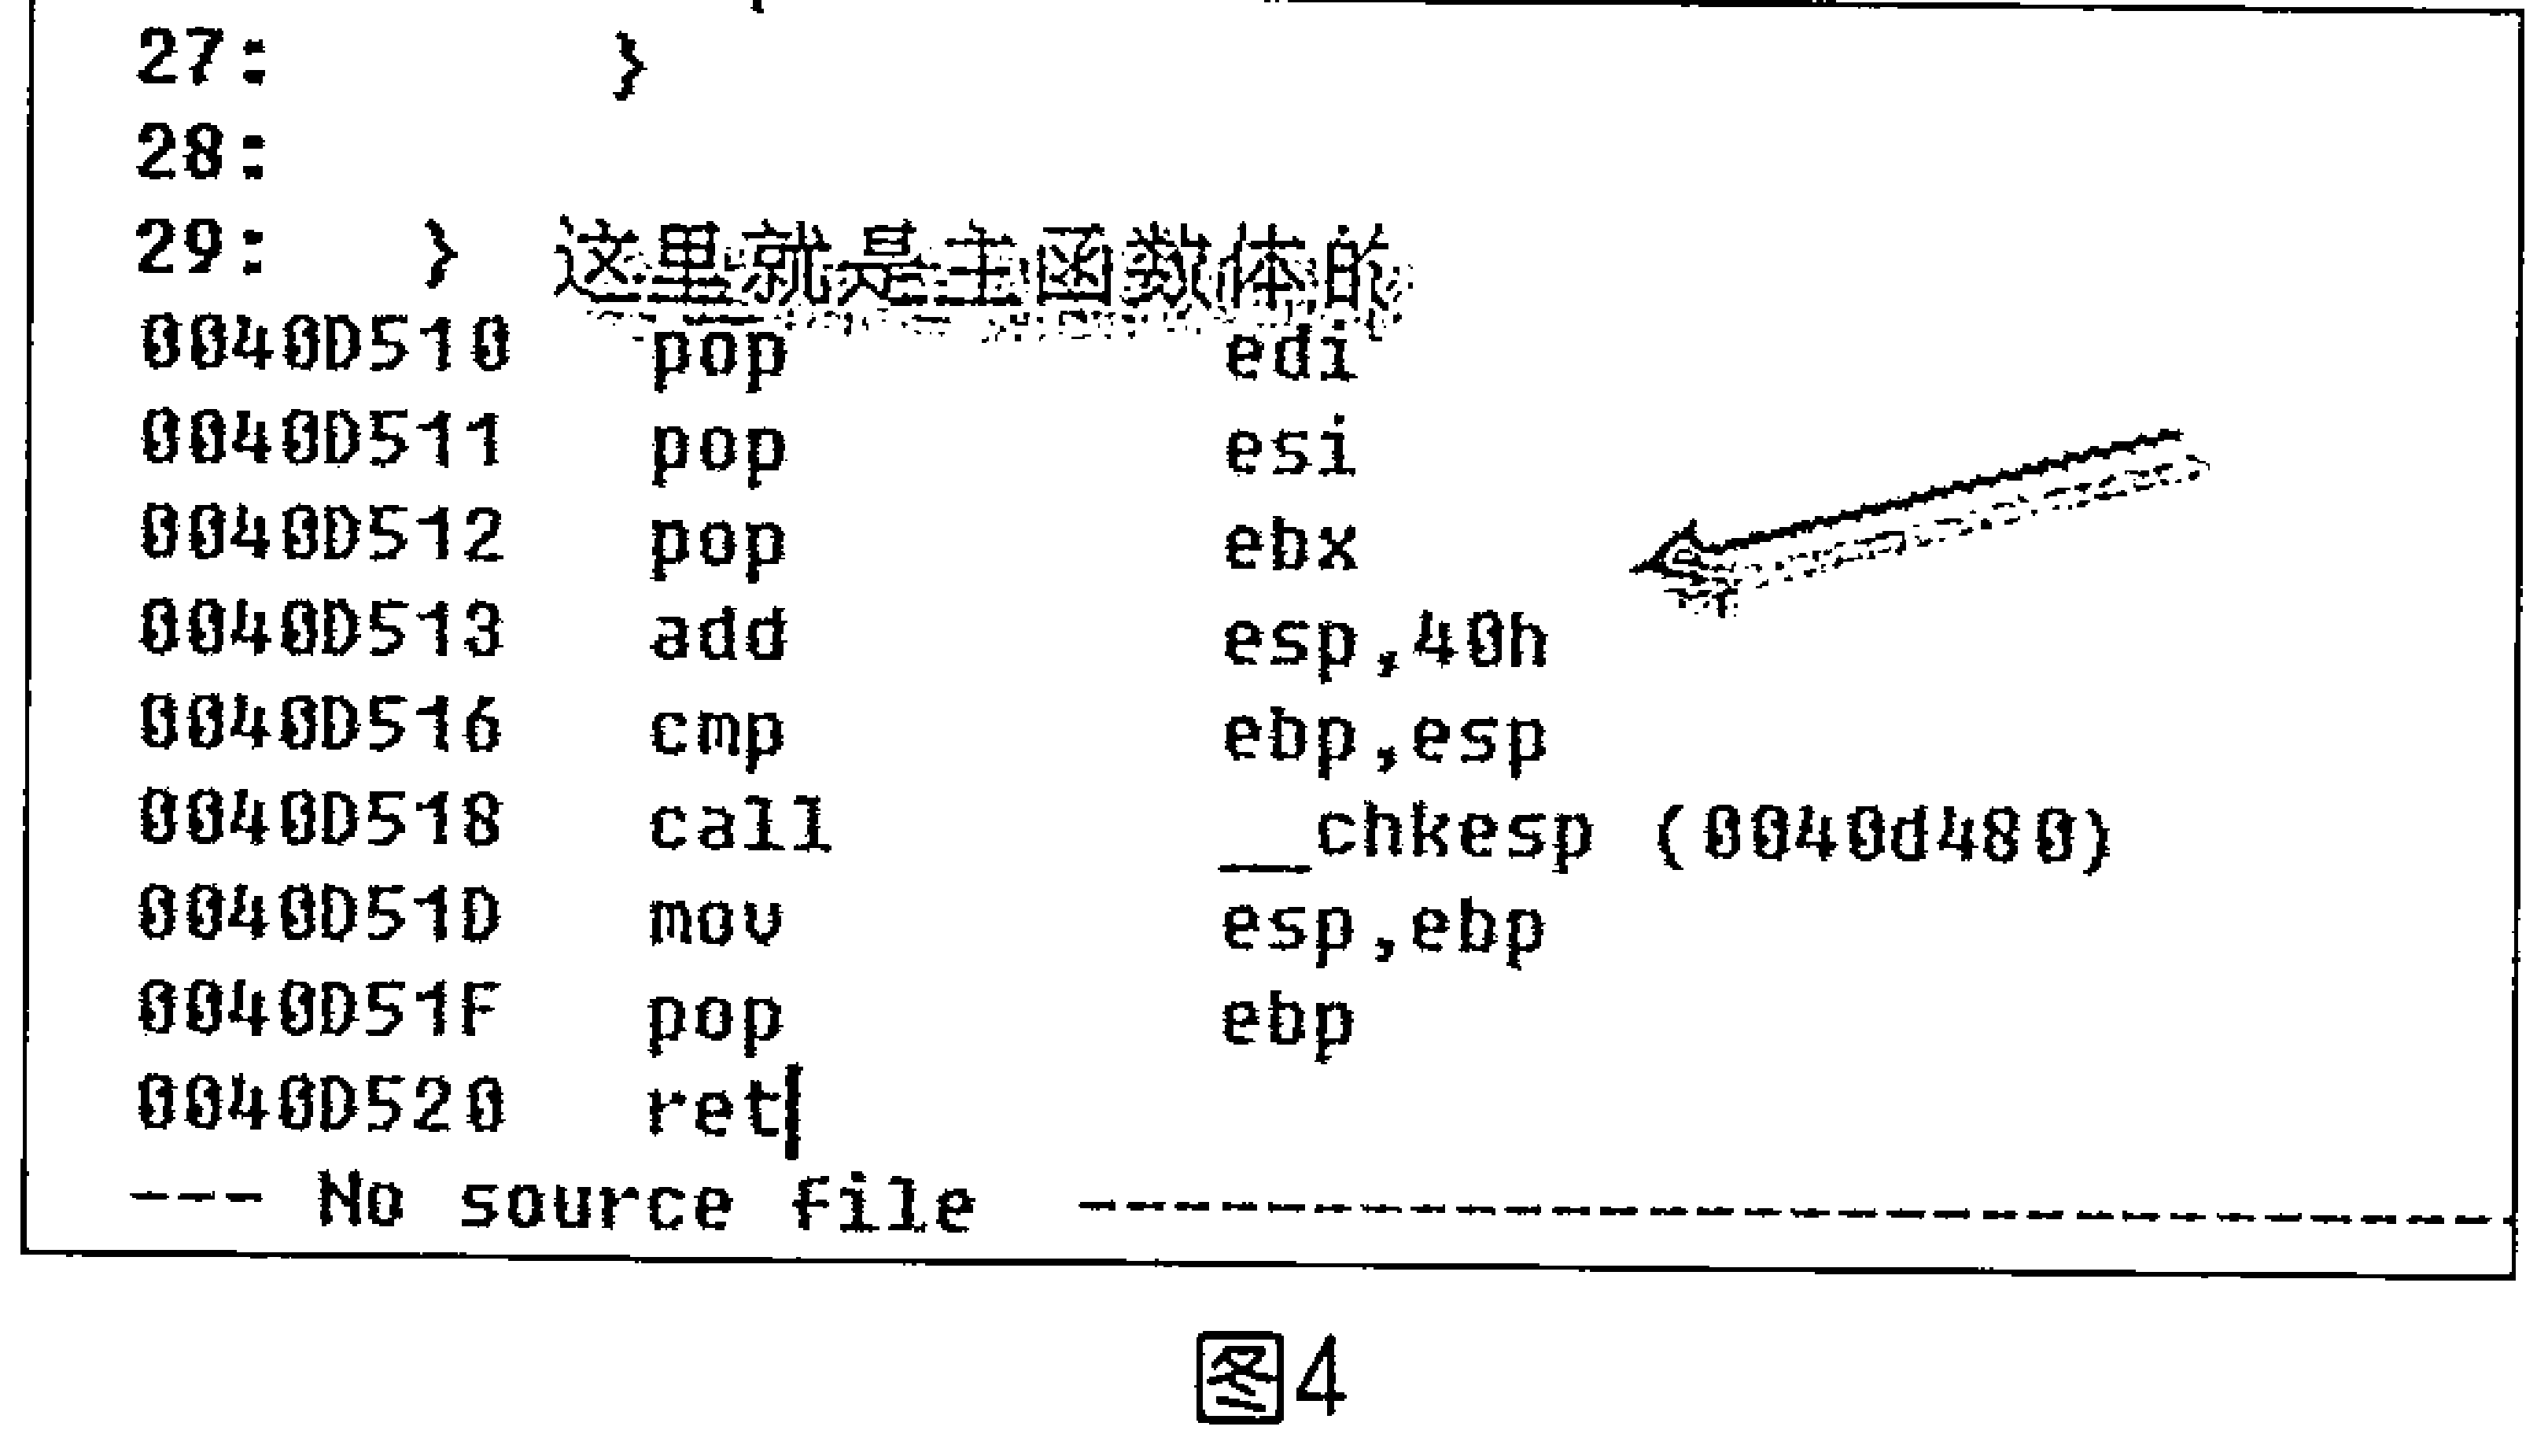 27: }
28:
29: } 这里就是主函数体的
0040D510 pop edi
0040D511 pop esi
0040D512 pop ebx
0040D513 add esp,40h
0040D516 cmp ebp,esp
0040D518 call __chkesp (0040d480)
0040D51D mov esp,ebp
0040D51F pop ebp
0040D520 ret
--- No source file ------------------------------
图4